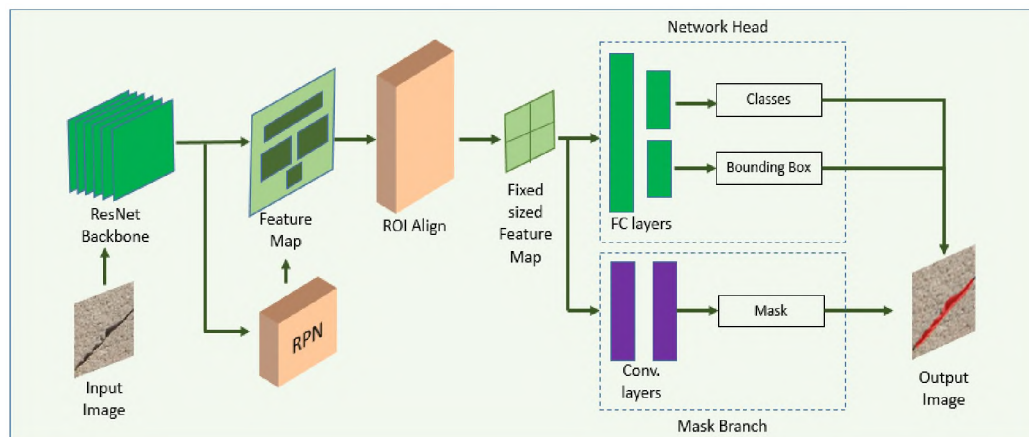 Network Head
Classes
Bounding Box
FC layers
ResNet
Backbone
Feature
Map
ROI Align
Fixed
sized
Feature
Map
RPN
Input
Image
Mask
Conv.
layers
Mask Branch
Output
Image